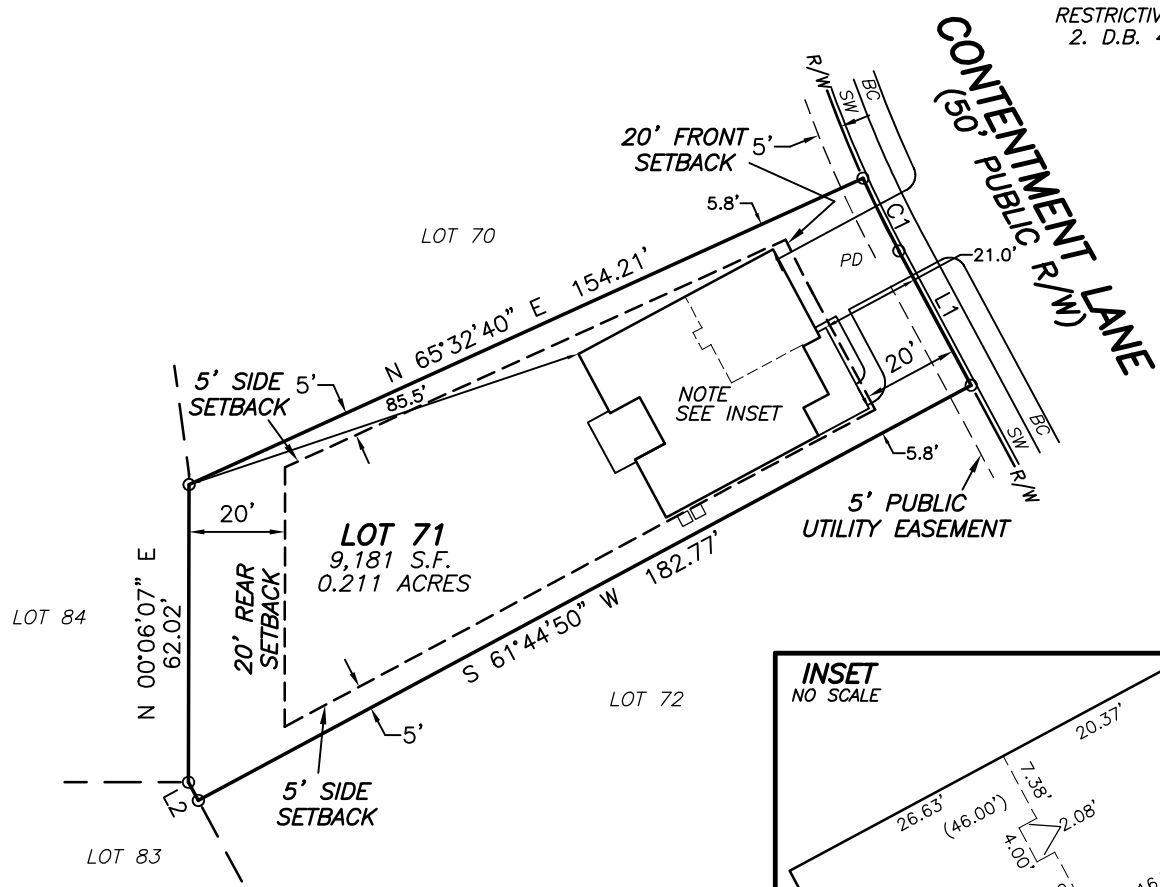 RESTRICTIV
2. D.B.
CONTENTMENT LANE
(50' PUBLIC R/W)
R/W
SW
BC
20' FRONT
SETBACK
5'
5.8'
LOT 70
C1
PD
21.0'
L1
N 65°32'40" E 154.21'
5' SIDE
SETBACK
5'
85.5'
NOTE
SEE INSET
20'
5.8'
SW
BC
R/W
5' PUBLIC
UTILITY EASEMENT
20'
LOT 71
9,181 S.F.
0.211 ACRES
20' REAR
SETBACK
N 00°06'07" E
62.02'
LOT 84
S 61°44'50" W 182.77'
LOT 72
5'
5' SIDE
SETBACK
L2
LOT 83
INSET
NO SCALE
20.37'
7.38'
26.63'
(46.00')
2.08'
4.00'